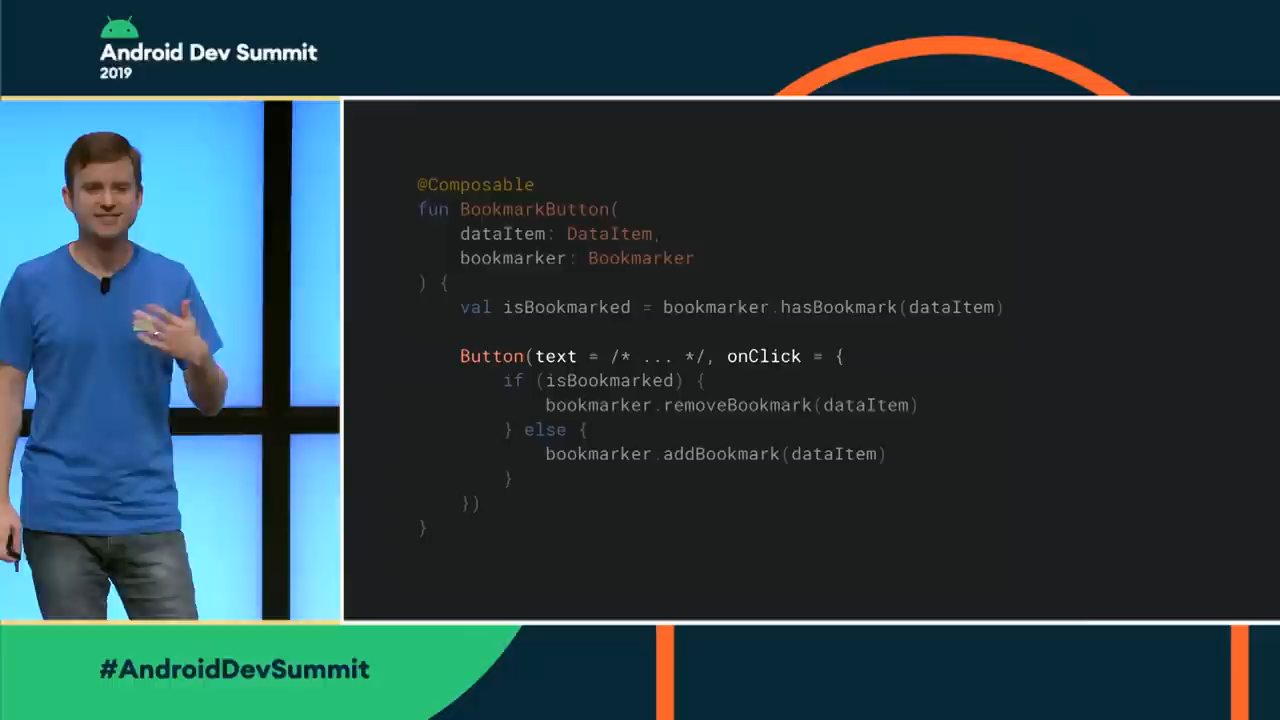 Android Dev Summit
2019
@Composable
fun BookmarkButton(
    dataItem: DataItem,
    bookmarker: Bookmarker
) {
    val isBookmarked = bookmarker.hasBookmark(dataItem)
    Button(text = /* ... */, onClick = {
        if (isBookmarked) {
            bookmarker.removeBookmark(dataItem)
        } else {
            bookmarker.addBookmark(dataItem)
        }
    })
}
#AndroidDevSummit